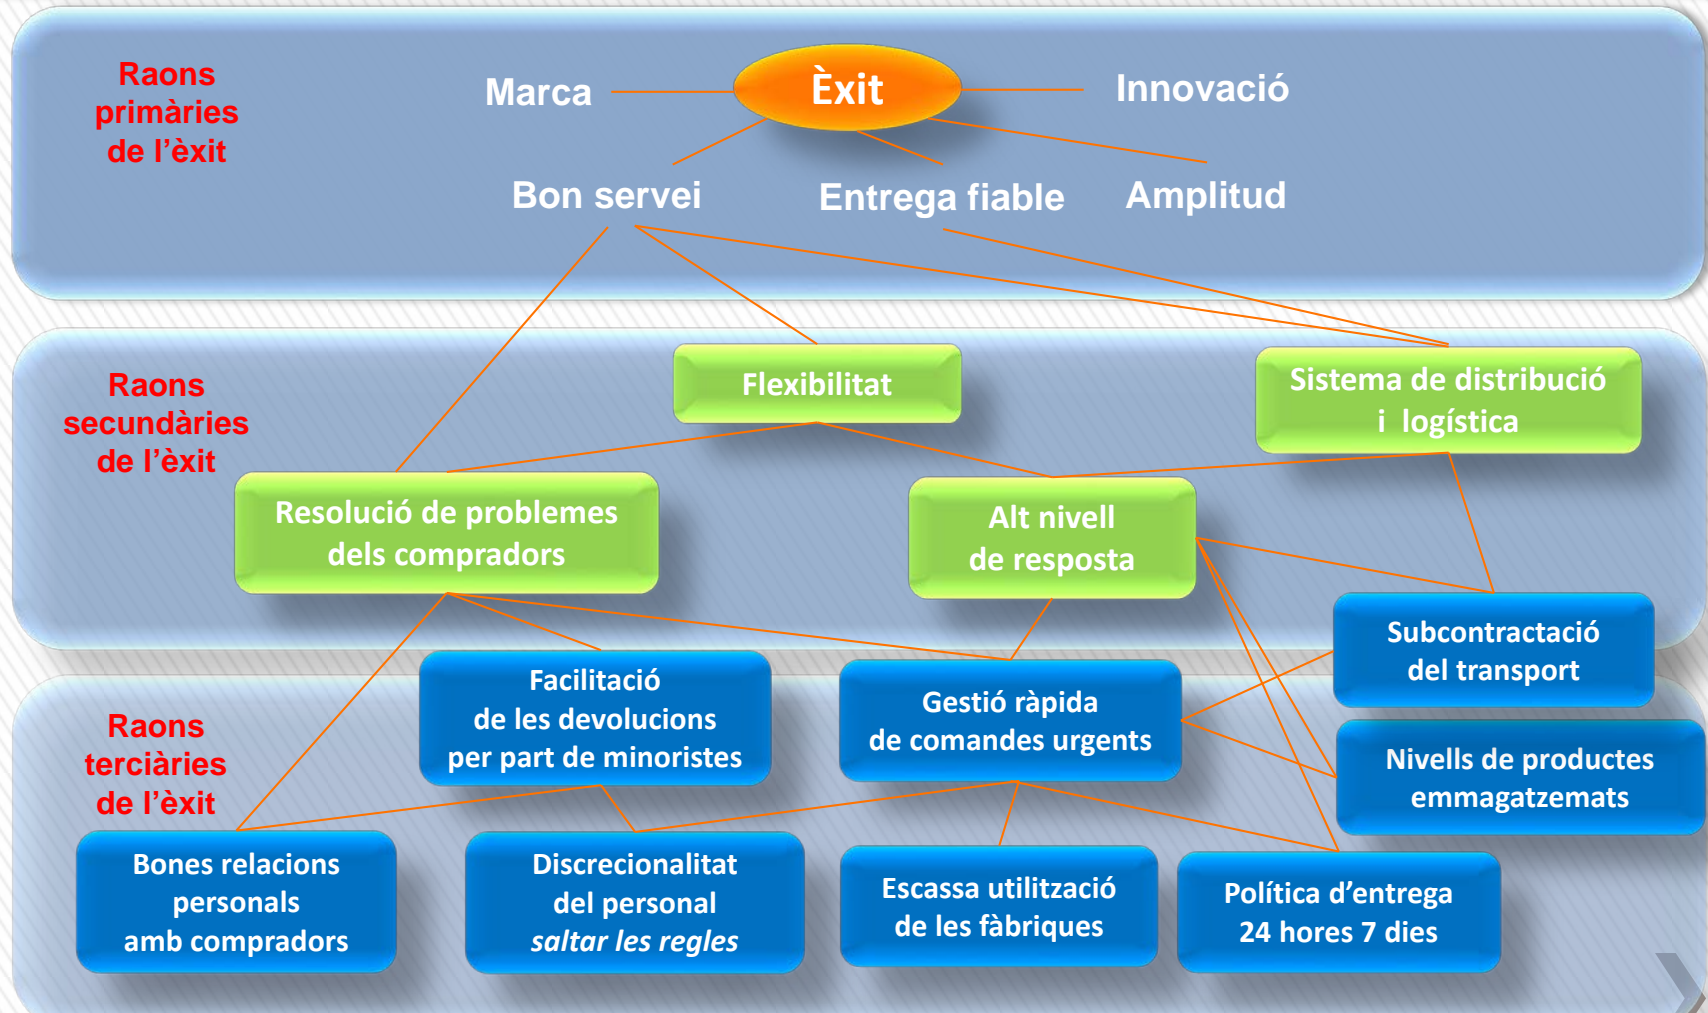 Raons
primàries
de l’èxit
Marca
Èxit
Innovació
Bon servei
Entrega fiable
Amplitud
Raons
secundàries
de l’èxit
Flexibilitat
Sistema de distribució
i logística
Resolució de problemes
dels compradors
Alt nivell
de resposta
Subcontractació
del transport
Raons
terciàries
de l’èxit
Facilitació
de les devolucions
per part de minoristes
Gestió ràpida
de comandes urgents
Nivells de productes
emmagatzemats
Bones relacions
personals
amb compradors
Discrecionalitat
del personal
saltar les regles
Escassa utilització
de les fàbriques
Política d’entrega
24 hores 7 dies